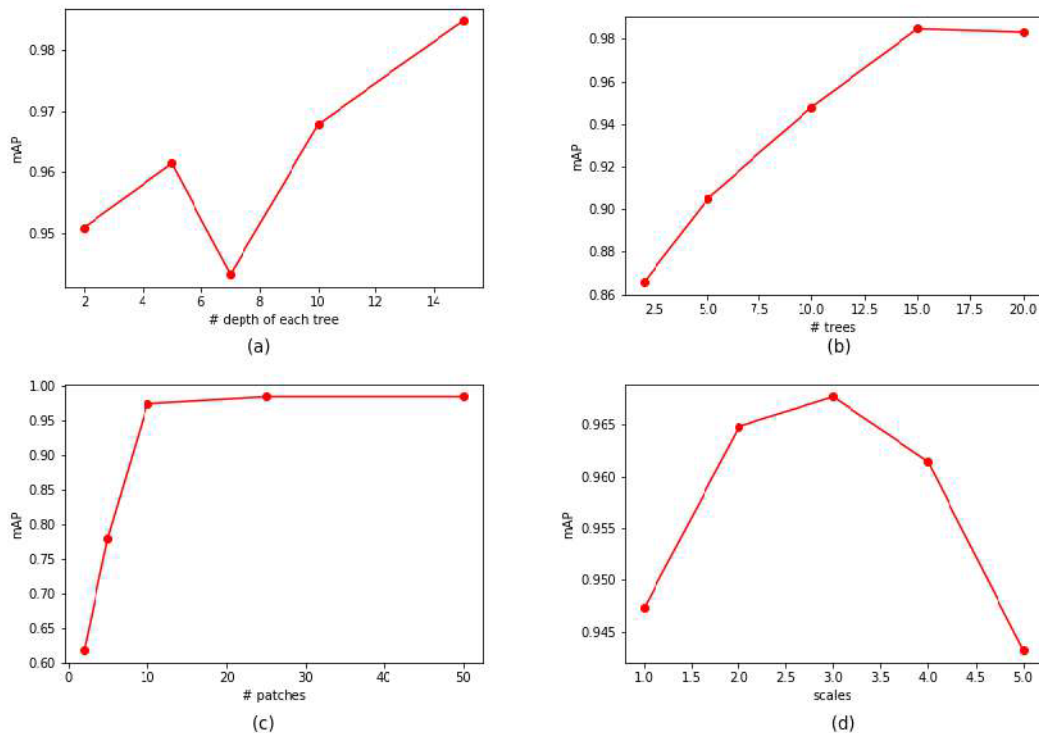 0.98
0.97
0.96
0.95
mAP
2 4 6 8 10 12 14
# depth of each tree
(a)
0.98
0.96
0.94
0.92
0.90
0.88
0.86
mAP
2.5 5.0 7.5 10.0 12.5 15.0 17.5 20.0
# trees
(b)
1.00
0.95
0.90
0.85
0.80
0.75
0.70
0.65
0.60
mAP
0 10 20 30 40 50
# patches
(c)
0.965
0.960
0.955
0.950
0.945
mAP
1.0 1.5 2.0 2.5 3.0 3.5 4.0 4.5 5.0
scales
(d)